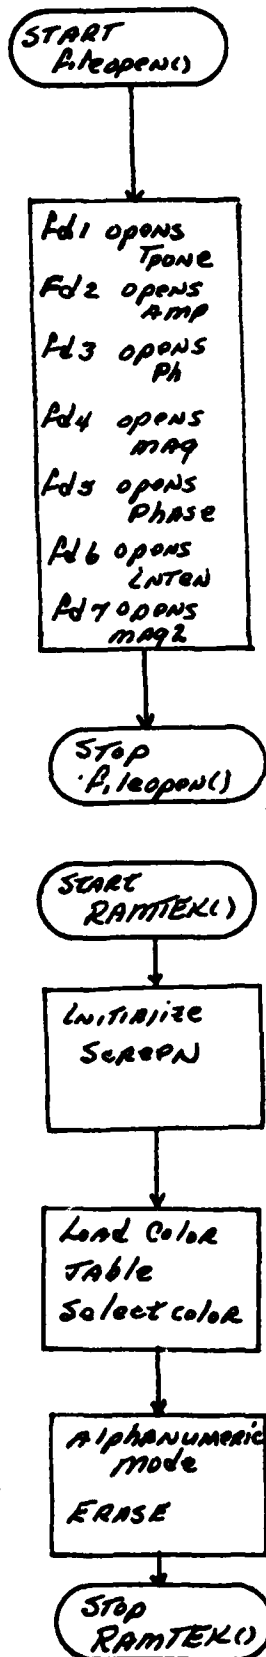 START
fileopen()
fd1 opens
Tpone
Fd2 opens
Amp
fd3 opens
Ph
fd4 opens
mag
fd5 opens
Phase
fd6 opens
inten
fd7 opens
mag2
STOP
fileopen()
START
RAMTEK()
Initialize
Screen
Load Color
Table
Select color
Alphanumeric
mode
ERASE
STOP
RAMTEK()